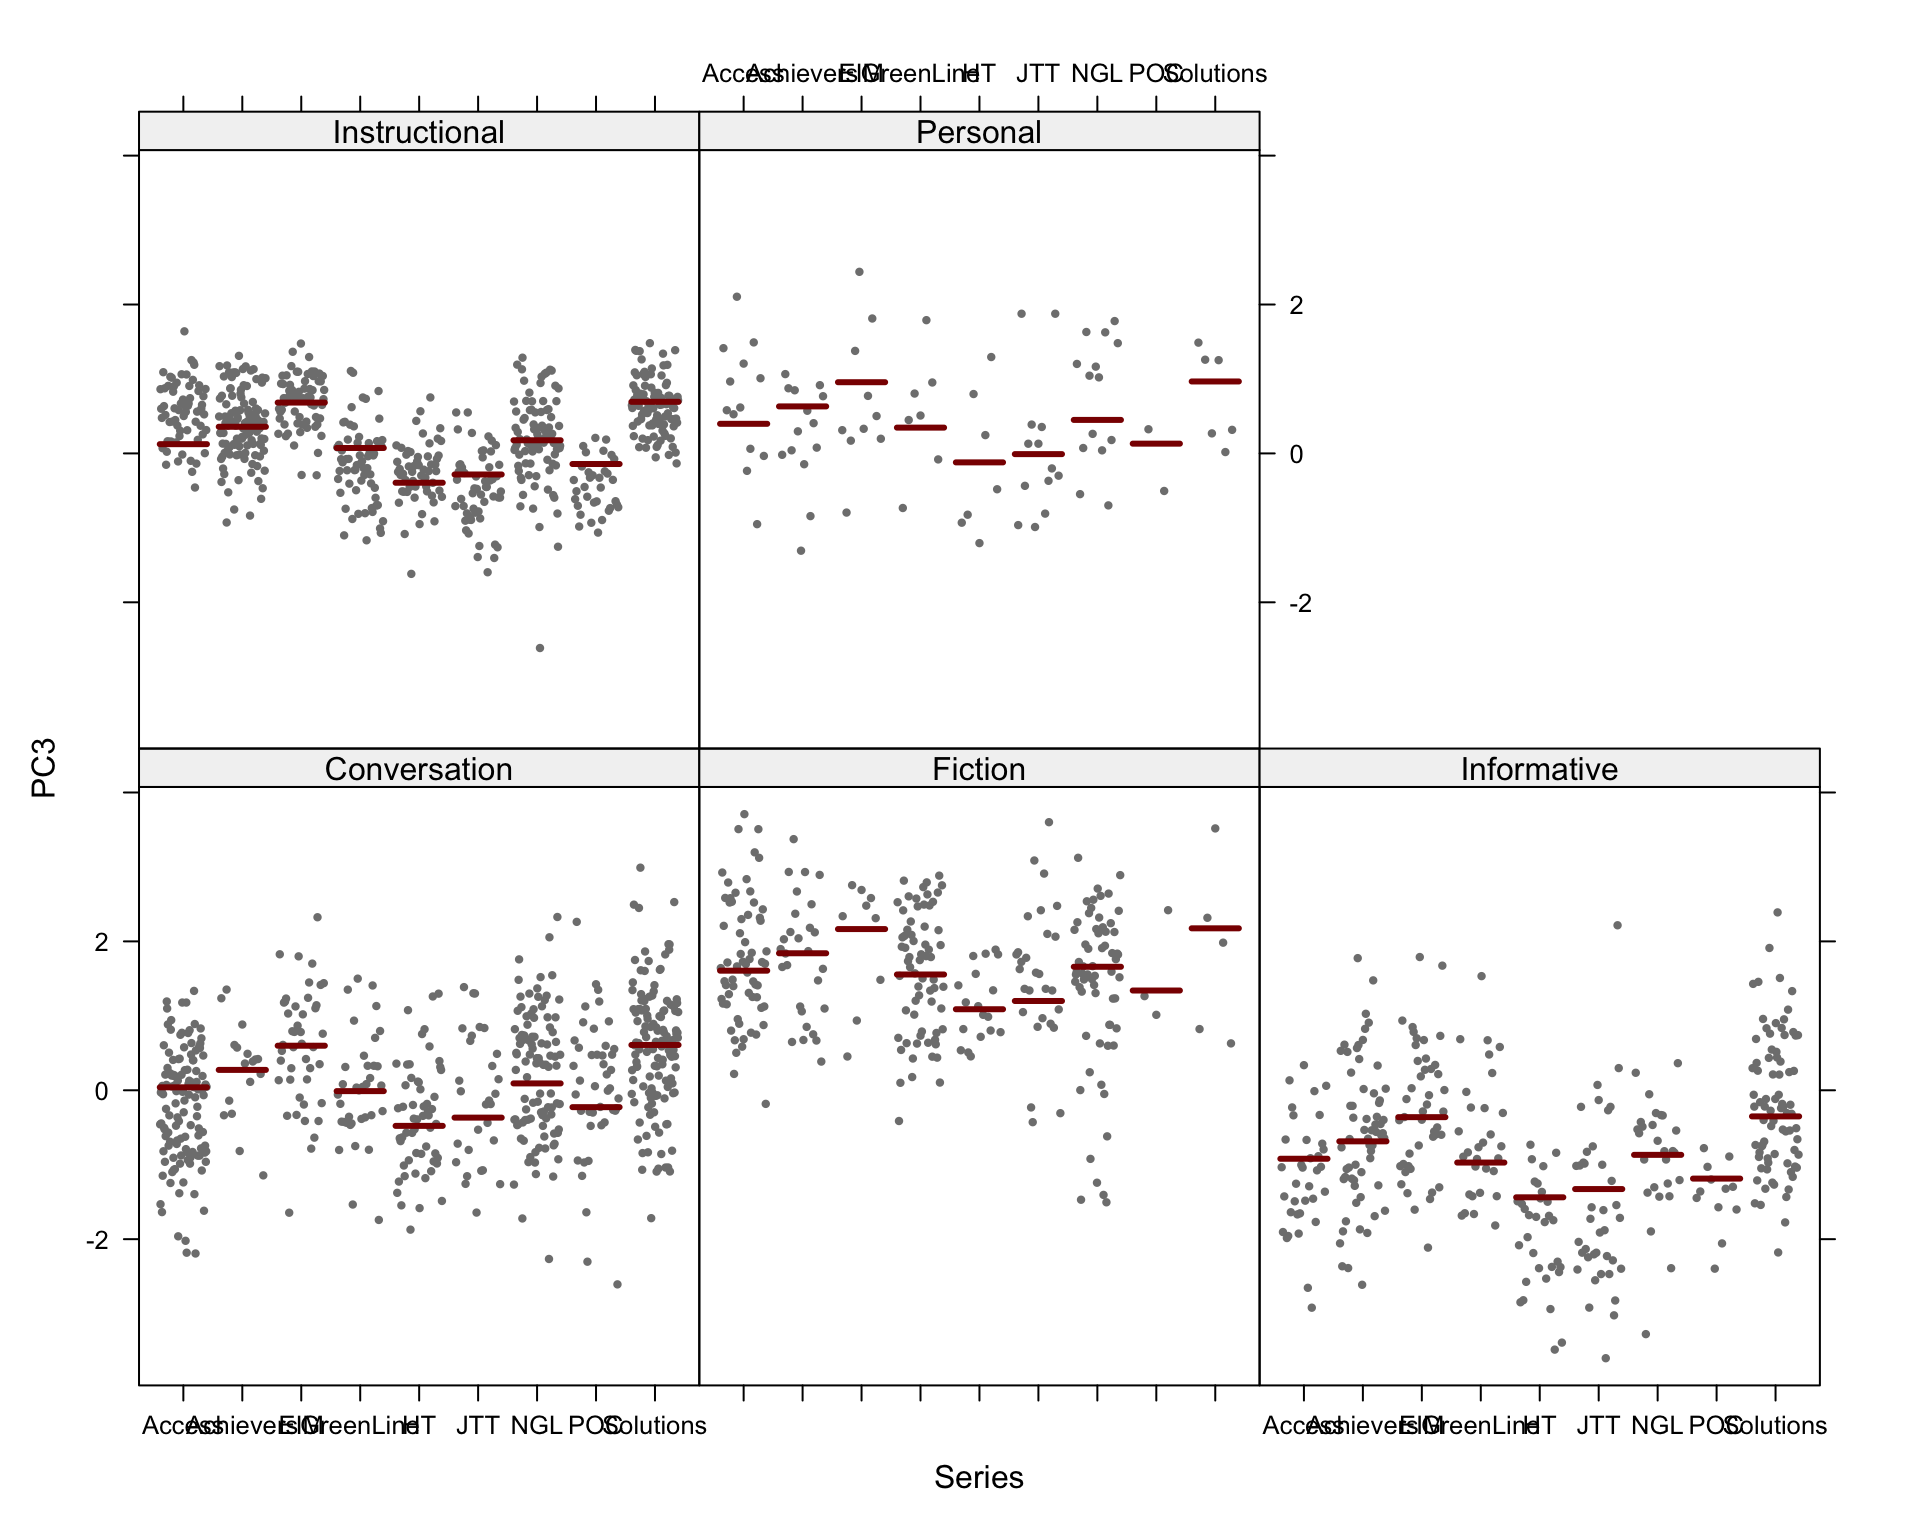 Access Achievers EIM GreenLine HT JTT NGL POC Solutions
Instructional Personal
2
0
-2
PC3
Conversation Fiction Informative
2
0
-2
Access Achievers EIM GreenLine HT JTT NGL POC Solutions Access Achievers EIM GreenLine HT JTT NGL POC Solutions
Series